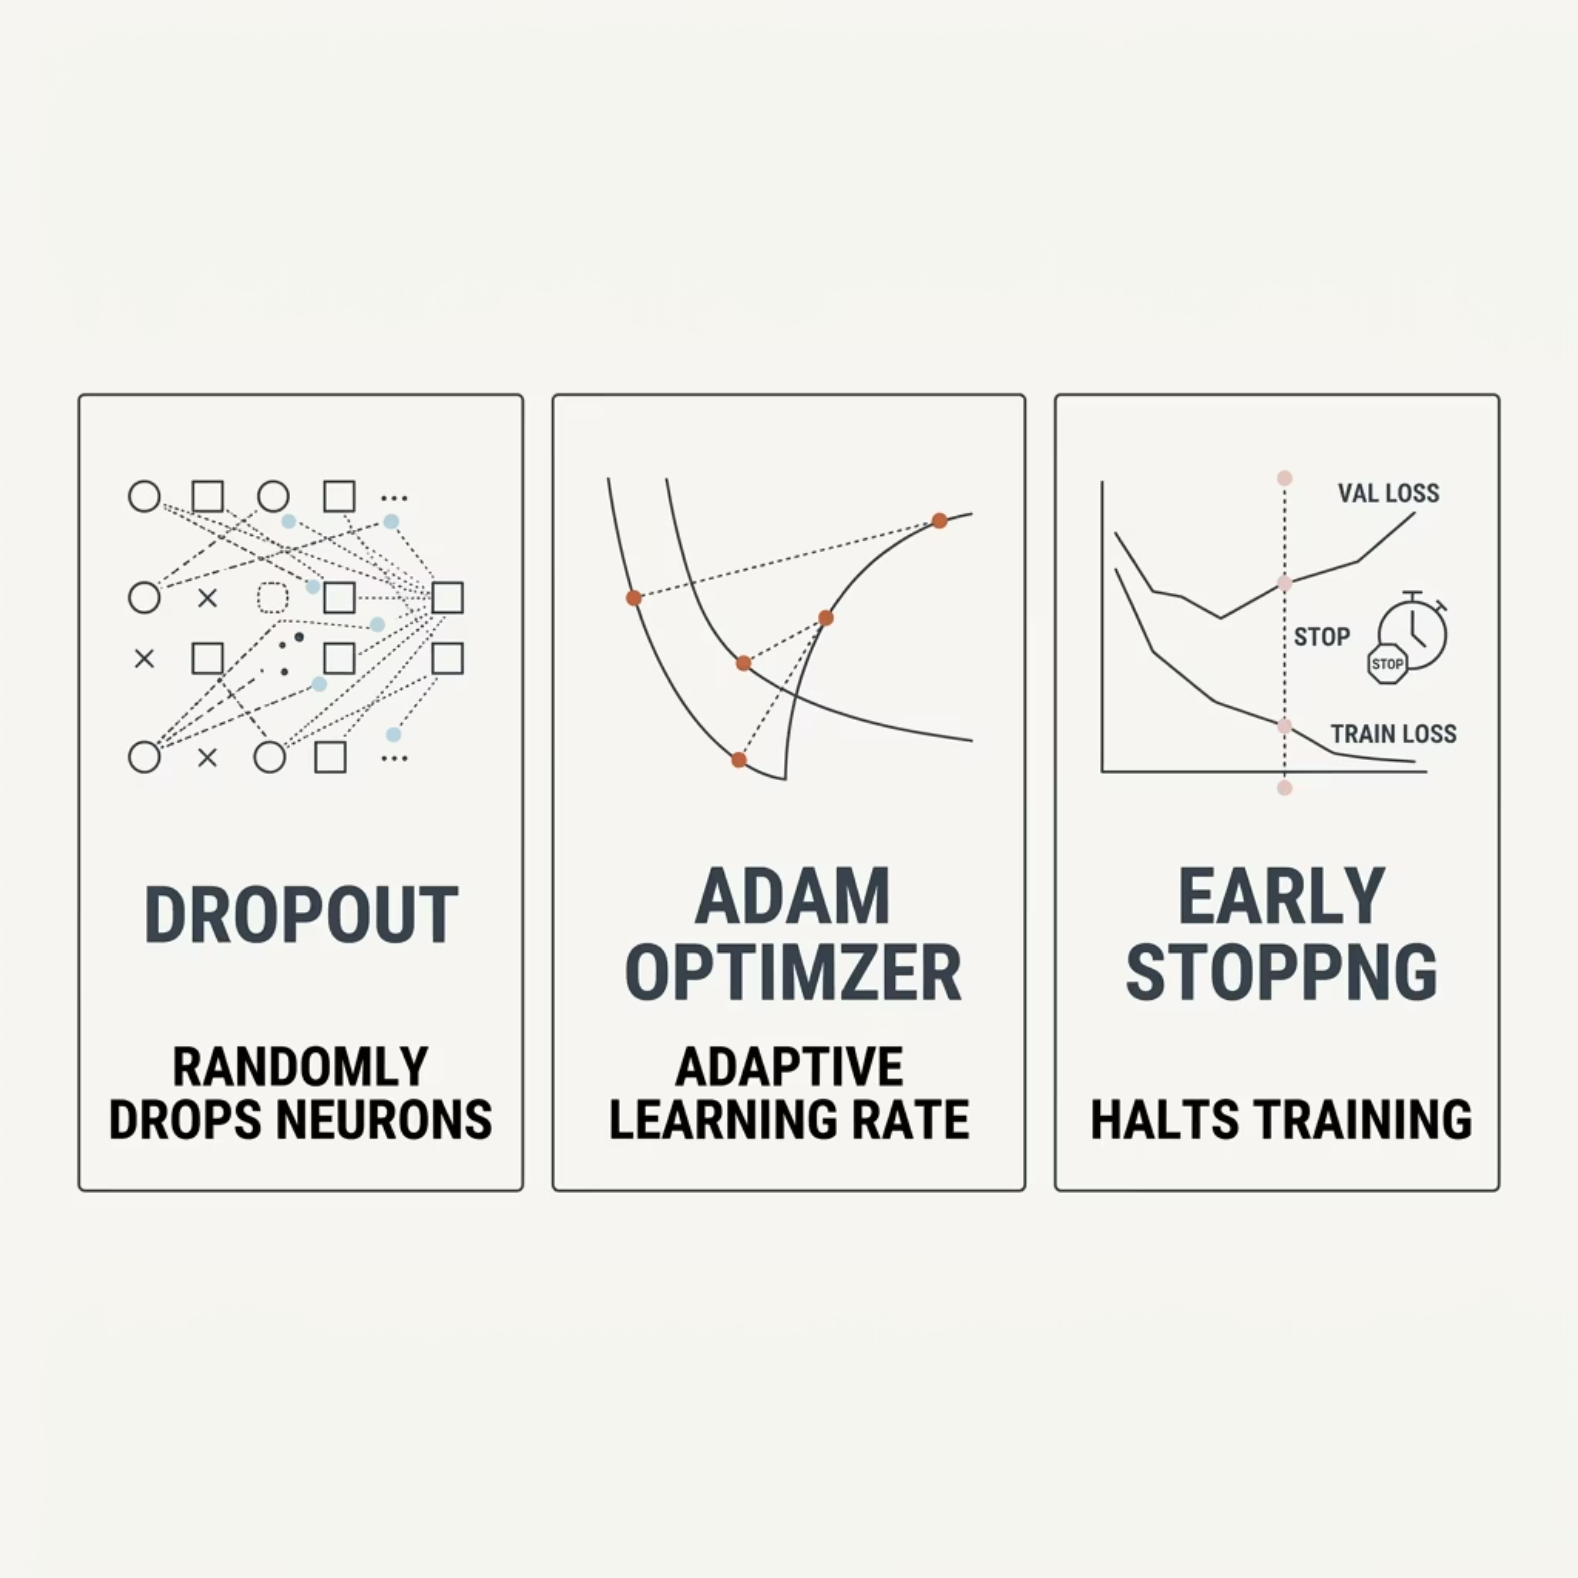 VAL LOSS
STOP
STOP
TRAIN LOSS
DROPOUT
RANDOMLY
DROPS NEURONS
ADAM
OPTIMZER
ADAPTIVE
LEARNING RATE
EARLY
STOPPNG
HALTS TRAINING